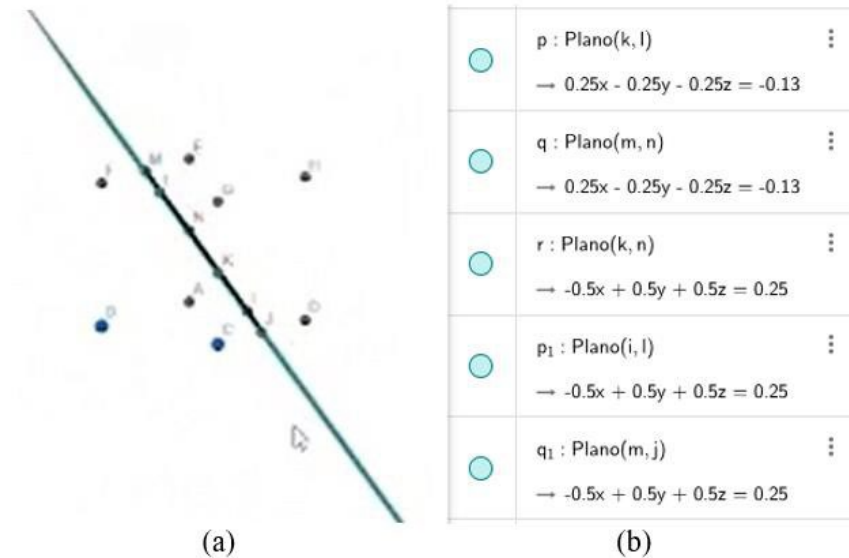 M
E
F
H
G
N
K
A
B
C
D
J
p : Plano(k, l)
→ 0.25x - 0.25y - 0.25z = -0.13
q : Plano(m, n)
→ 0.25x - 0.25y - 0.25z = -0.13
r : Plano(k, n)
→ -0.5x + 0.5y + 0.5z = 0.25
p₁ : Plano(i, l)
→ -0.5x + 0.5y + 0.5z = 0.25
q₁ : Plano(m, j)
→ -0.5x + 0.5y + 0.5z = 0.25
(a)
(b)